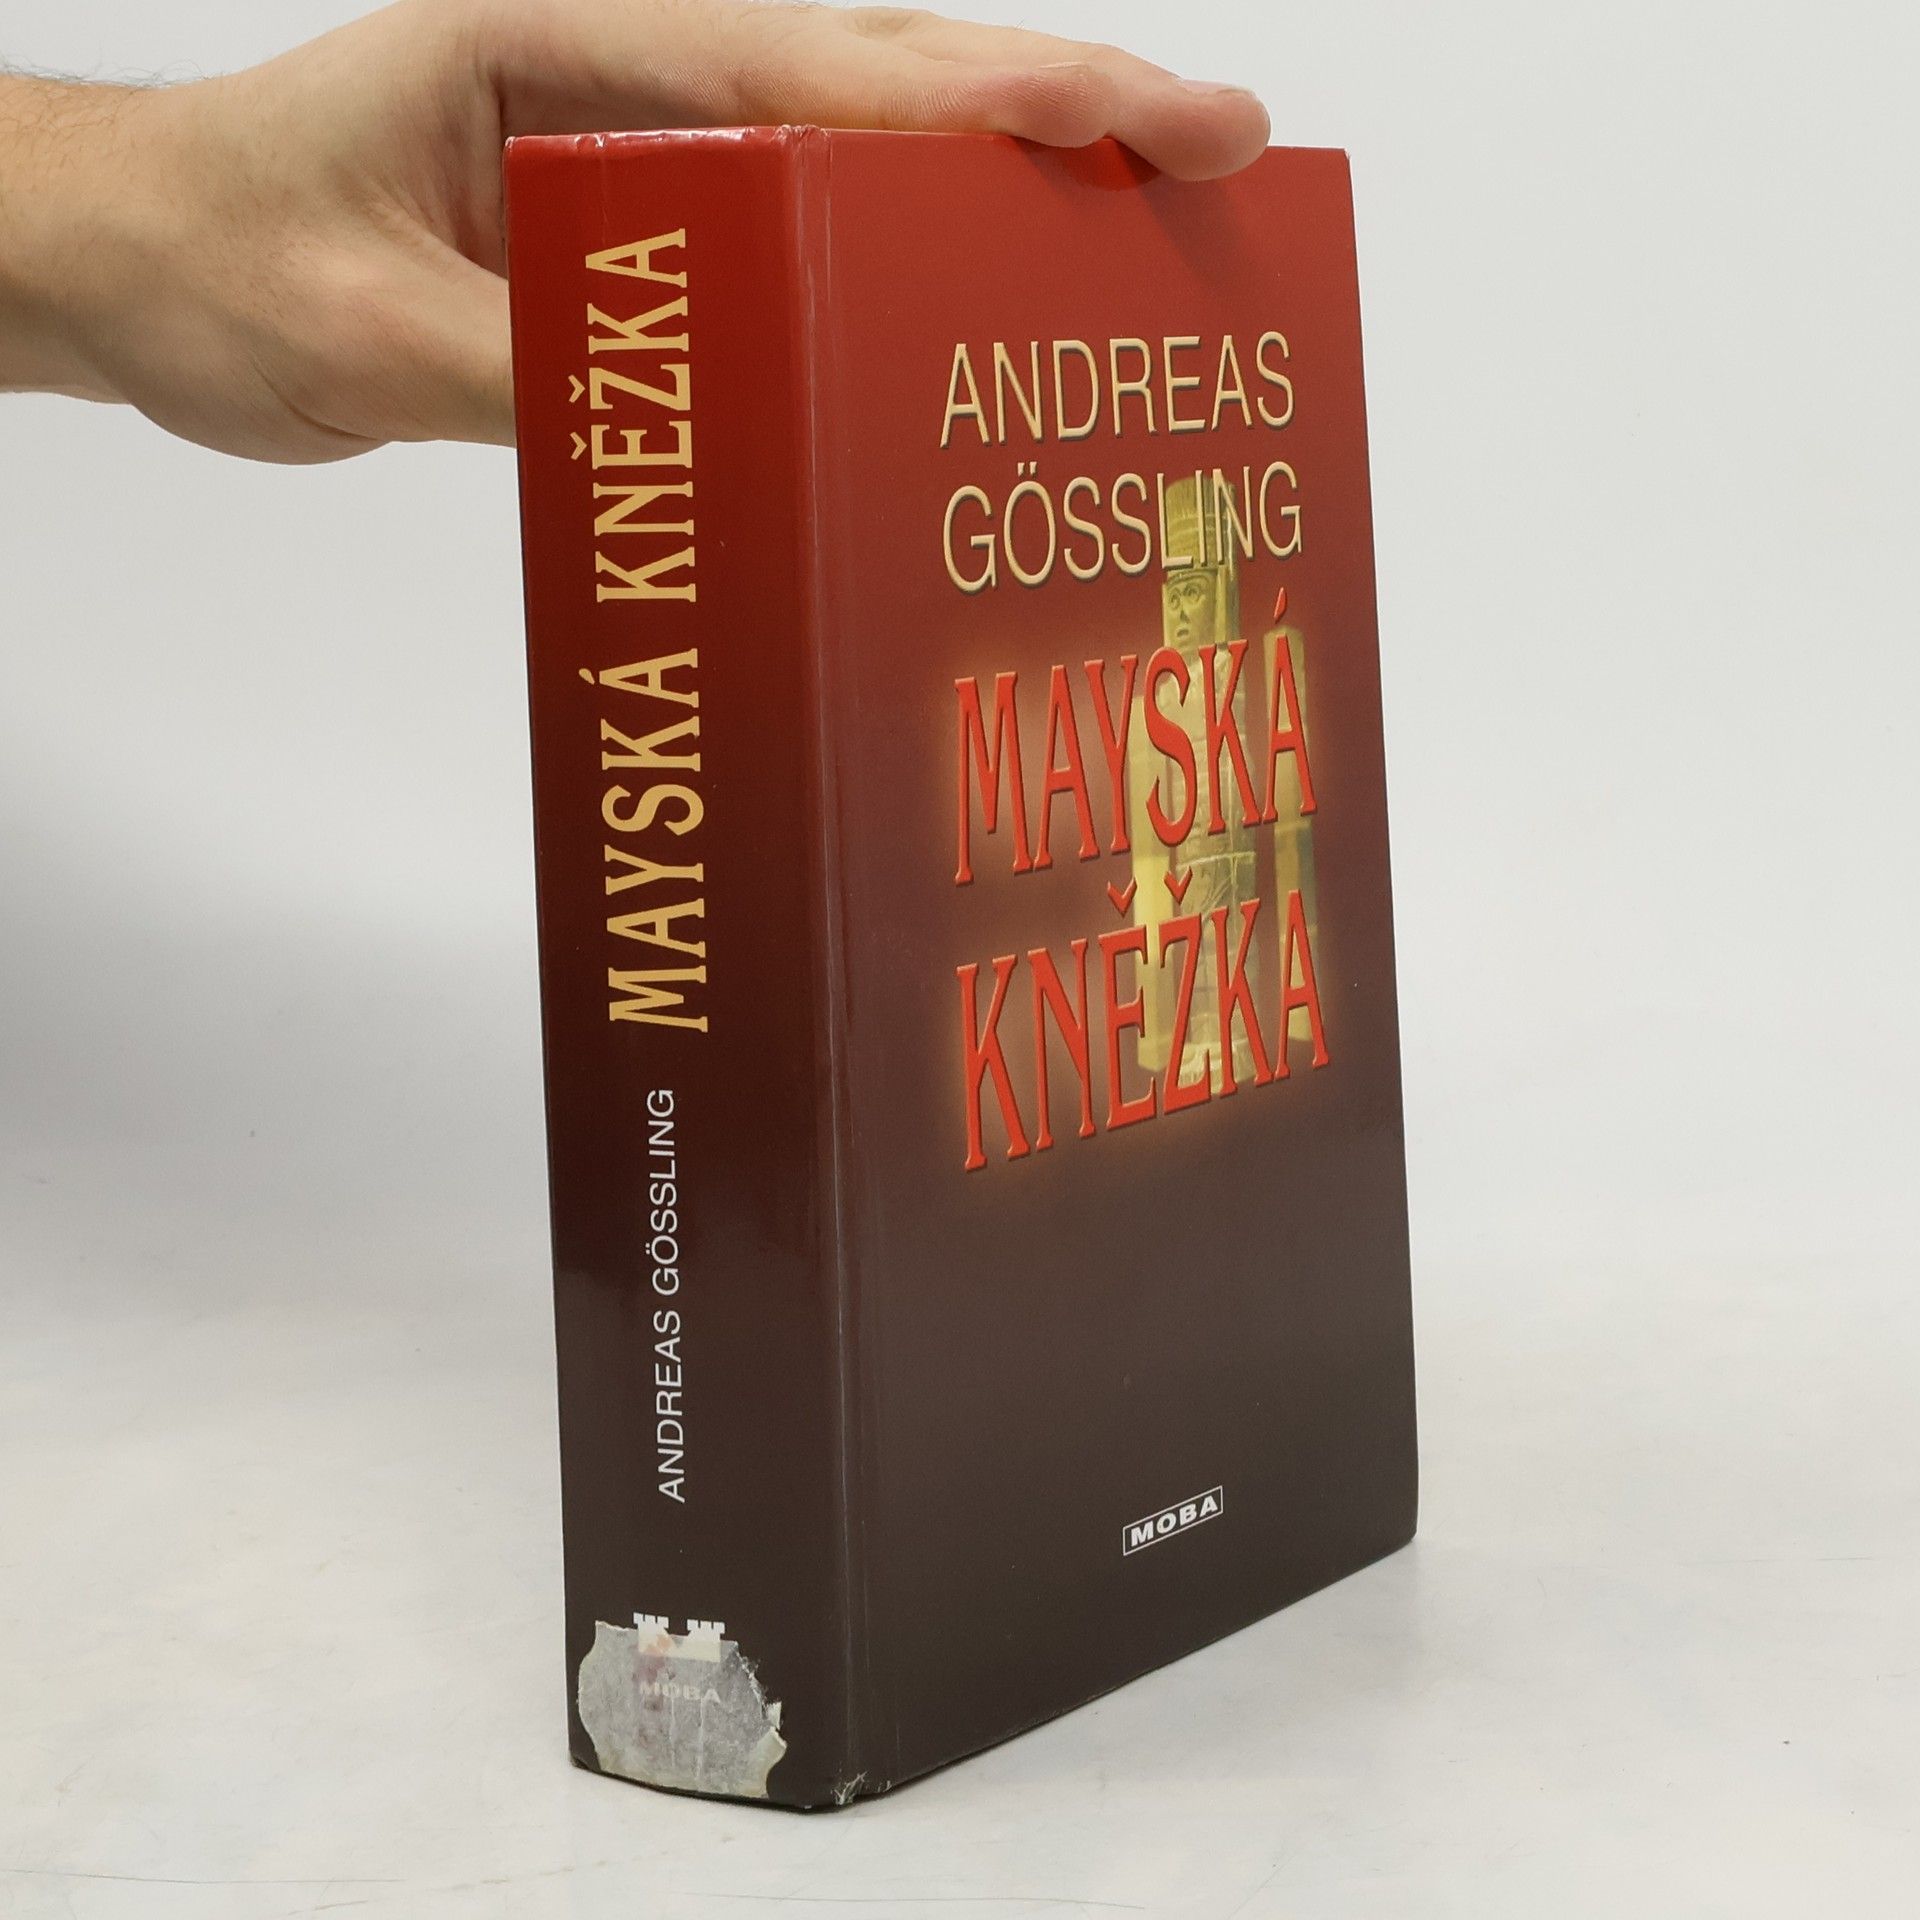 MAYSKÁ KNĚŽKA
ANDREAS GÖSSLING
MOBA
ANDREAS
GÖSSLING
MAYSKÁ
KNĚŽKA
MOBA